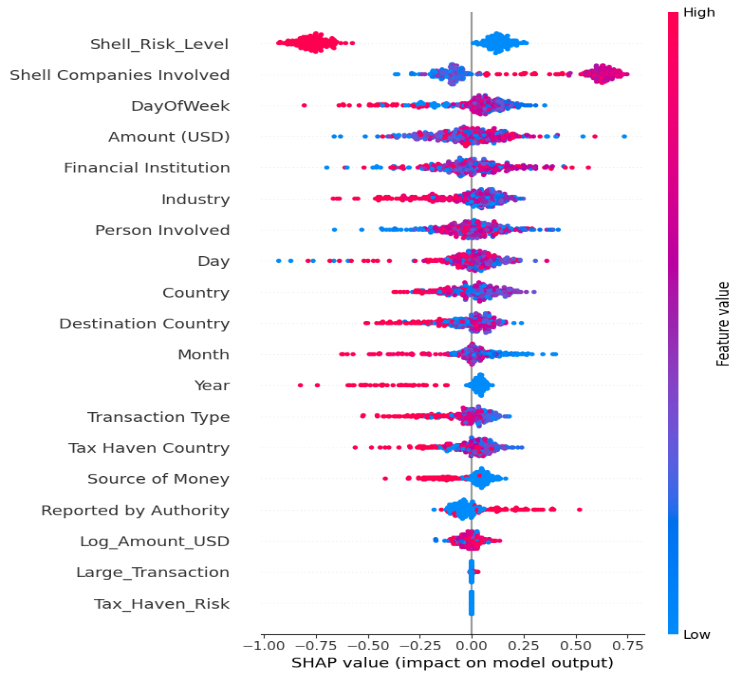 High
Shell_Risk_Level
Shell Companies Involved
DayOfWeek
Amount (USD)
Financial Institution
Industry
Person Involved
Day
Country
Destination Country
Month
Year
Transaction Type
Tax Haven Country
Source of Money
Reported by Authority
Log_Amount_USD
Large_Transaction
Tax_Haven_Risk
Feature value
Low
−1.00 −0.75 −0.50 −0.25 0.00 0.25 0.50 0.75
SHAP value (impact on model output)